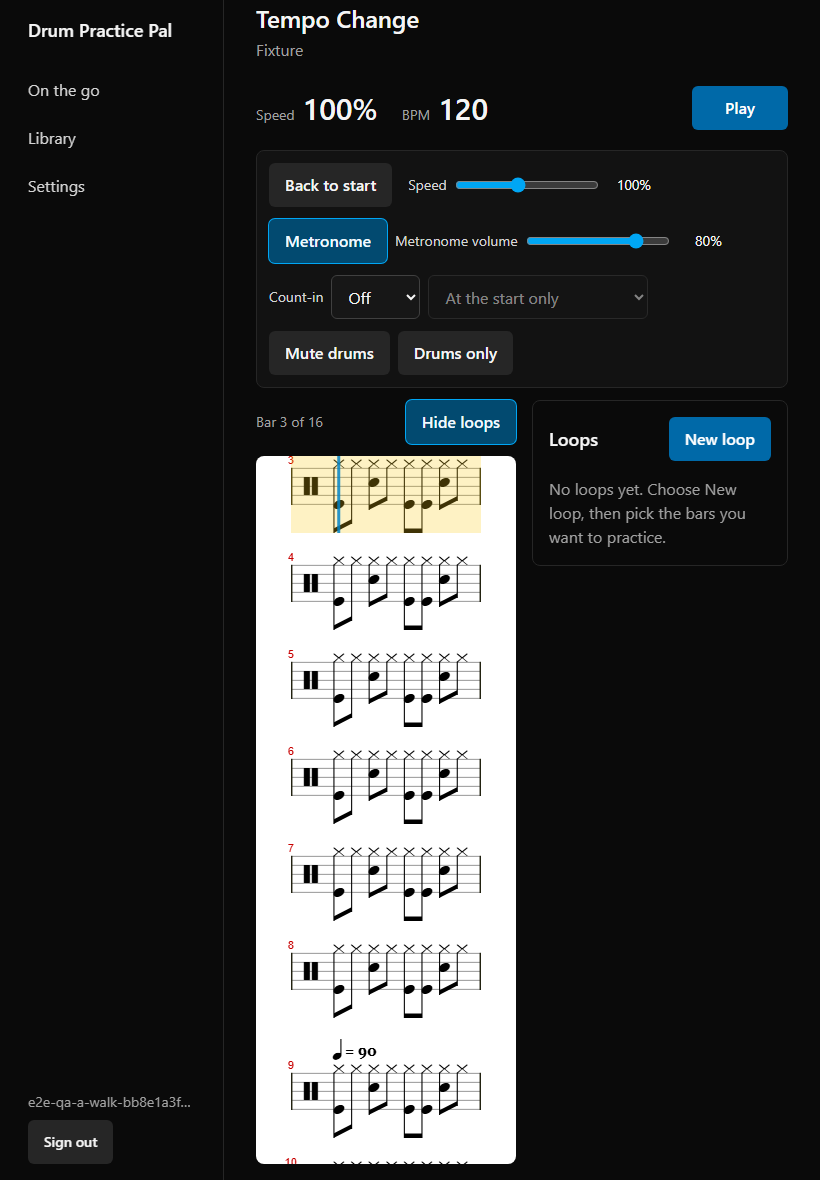 Drum Practice Pal
On the go
Library
Settings
e2e-qa-a-walk-bb8e1a3f...
Sign out
Tempo Change
Fixture
Speed 100% BPM 120
Play
Back to start Speed 100%
Metronome Metronome volume 80%
Count-in Off At the start only
Mute drums Drums only
Bar 3 of 16 Hide loops
3
4
5
6
7
8
= 90
9
10
Loops New loop
No loops yet. Choose New
loop, then pick the bars you
want to practice.